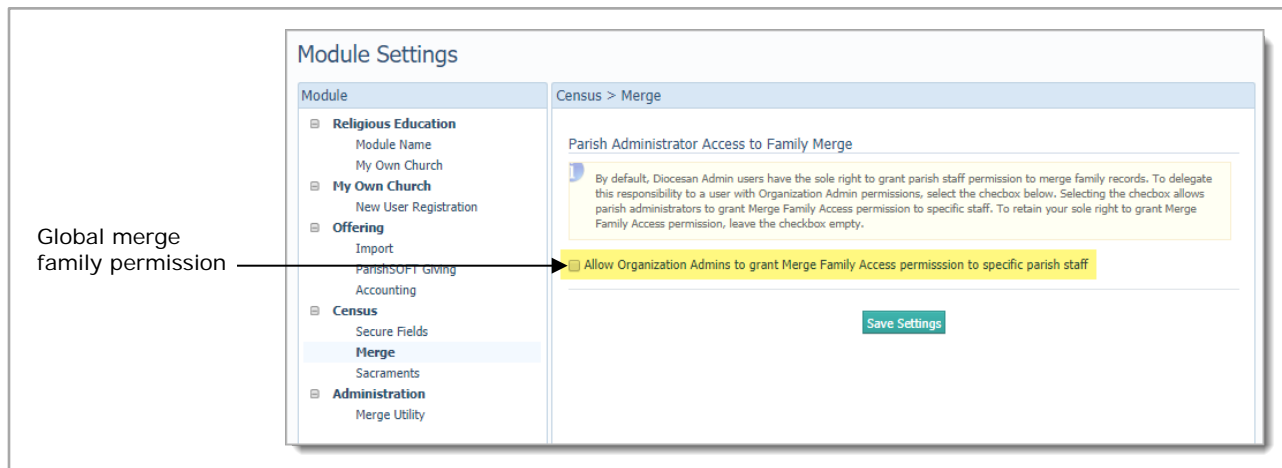 Module Settings
Module
Religious Education
Module Name
My Own Church
My Own Church
New User Registration
Offering
Import
ParishSOFT Giving
Accounting
Census
Secure Fields
Merge
Sacraments
Administration
Merge Utility
Census > Merge
Parish Administrator Access to Family Merge
By default, Diocesan Admin users have the sole right to grant parish staff permission to merge family records. To delegate
this responsibility to a user with Organization Admin permissions, select the checbox below. Selecting the checbox allows
parish administrators to grant Merge Family Access permission to specific staff. To retain your sole right to grant Merge
Family Access permission, leave the checkbox empty.
Allow Organization Admins to grant Merge Family Access permisssion to specific parish staff
Save Settings
Global merge
family permission